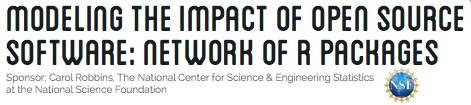 MODELING THE IMPACT OF OPEN SOURCE
SOFTWARE: NETWORK OF R PACKAGES
Sponsor: Carol Robbins, The National Center for Science & Engineering Statistics
at the National Science Foundation
NSF